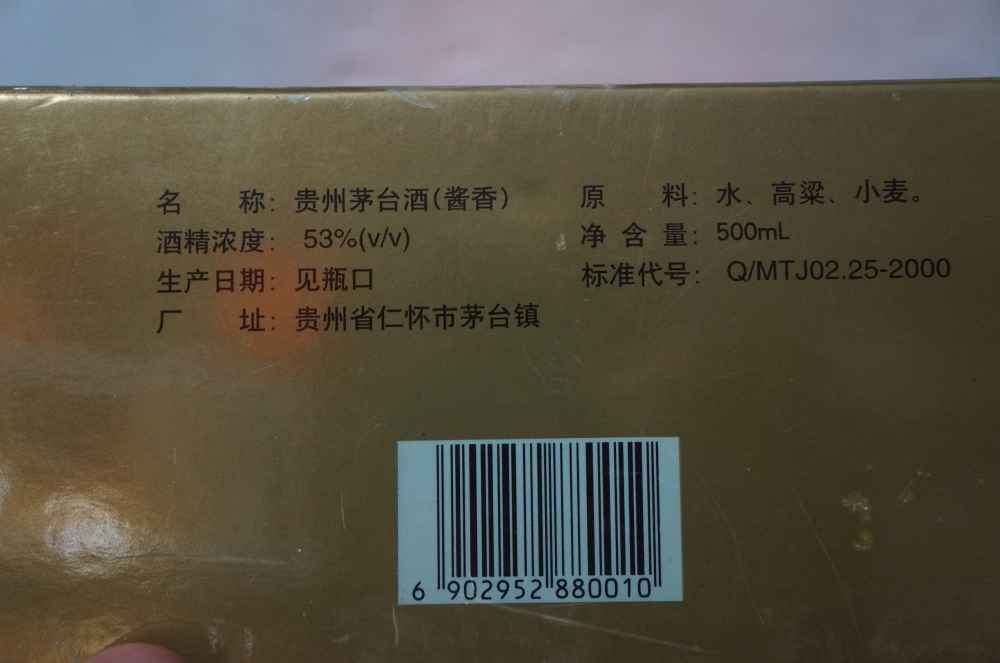 名　　称：贵州茅台酒(酱香)　　原　　料：水、高粱、小麦。
酒精浓度：53%(v/v)　　净 含 量：500mL
生产日期：见瓶口　　标准代号：Q/MTJ02.25-2000
厂　　址：贵州省仁怀市茅台镇
6 902952 880010